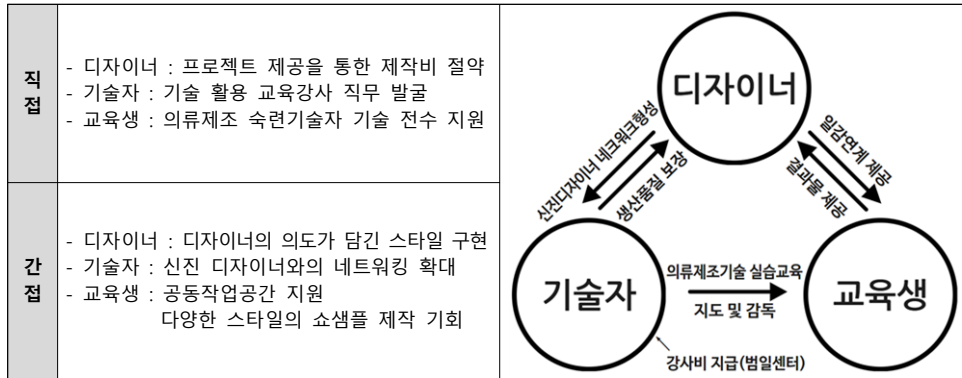 직접
- 디자이너 : 프로젝트 제공을 통한 제작비 절약
- 기술자 : 기술 활용 교육강사 직무 발굴
- 교육생 : 의류제조 숙련기술자 기술 전수 지원
간접
- 디자이너 : 디자이너의 의도가 담긴 스타일 구현
- 기술자 : 신진 디자이너와의 네트워킹 확대
- 교육생 : 공동작업공간 지원
다양한 스타일의 쇼샘플 제작 기회
디자이너
신진디자이너 네크워크형성
생산품질 보장
일감연계 제공
결과물 제공
기술자
의류제조기술 실습교육
지도 및 감독
교육생
강사비 지급(범일센터)